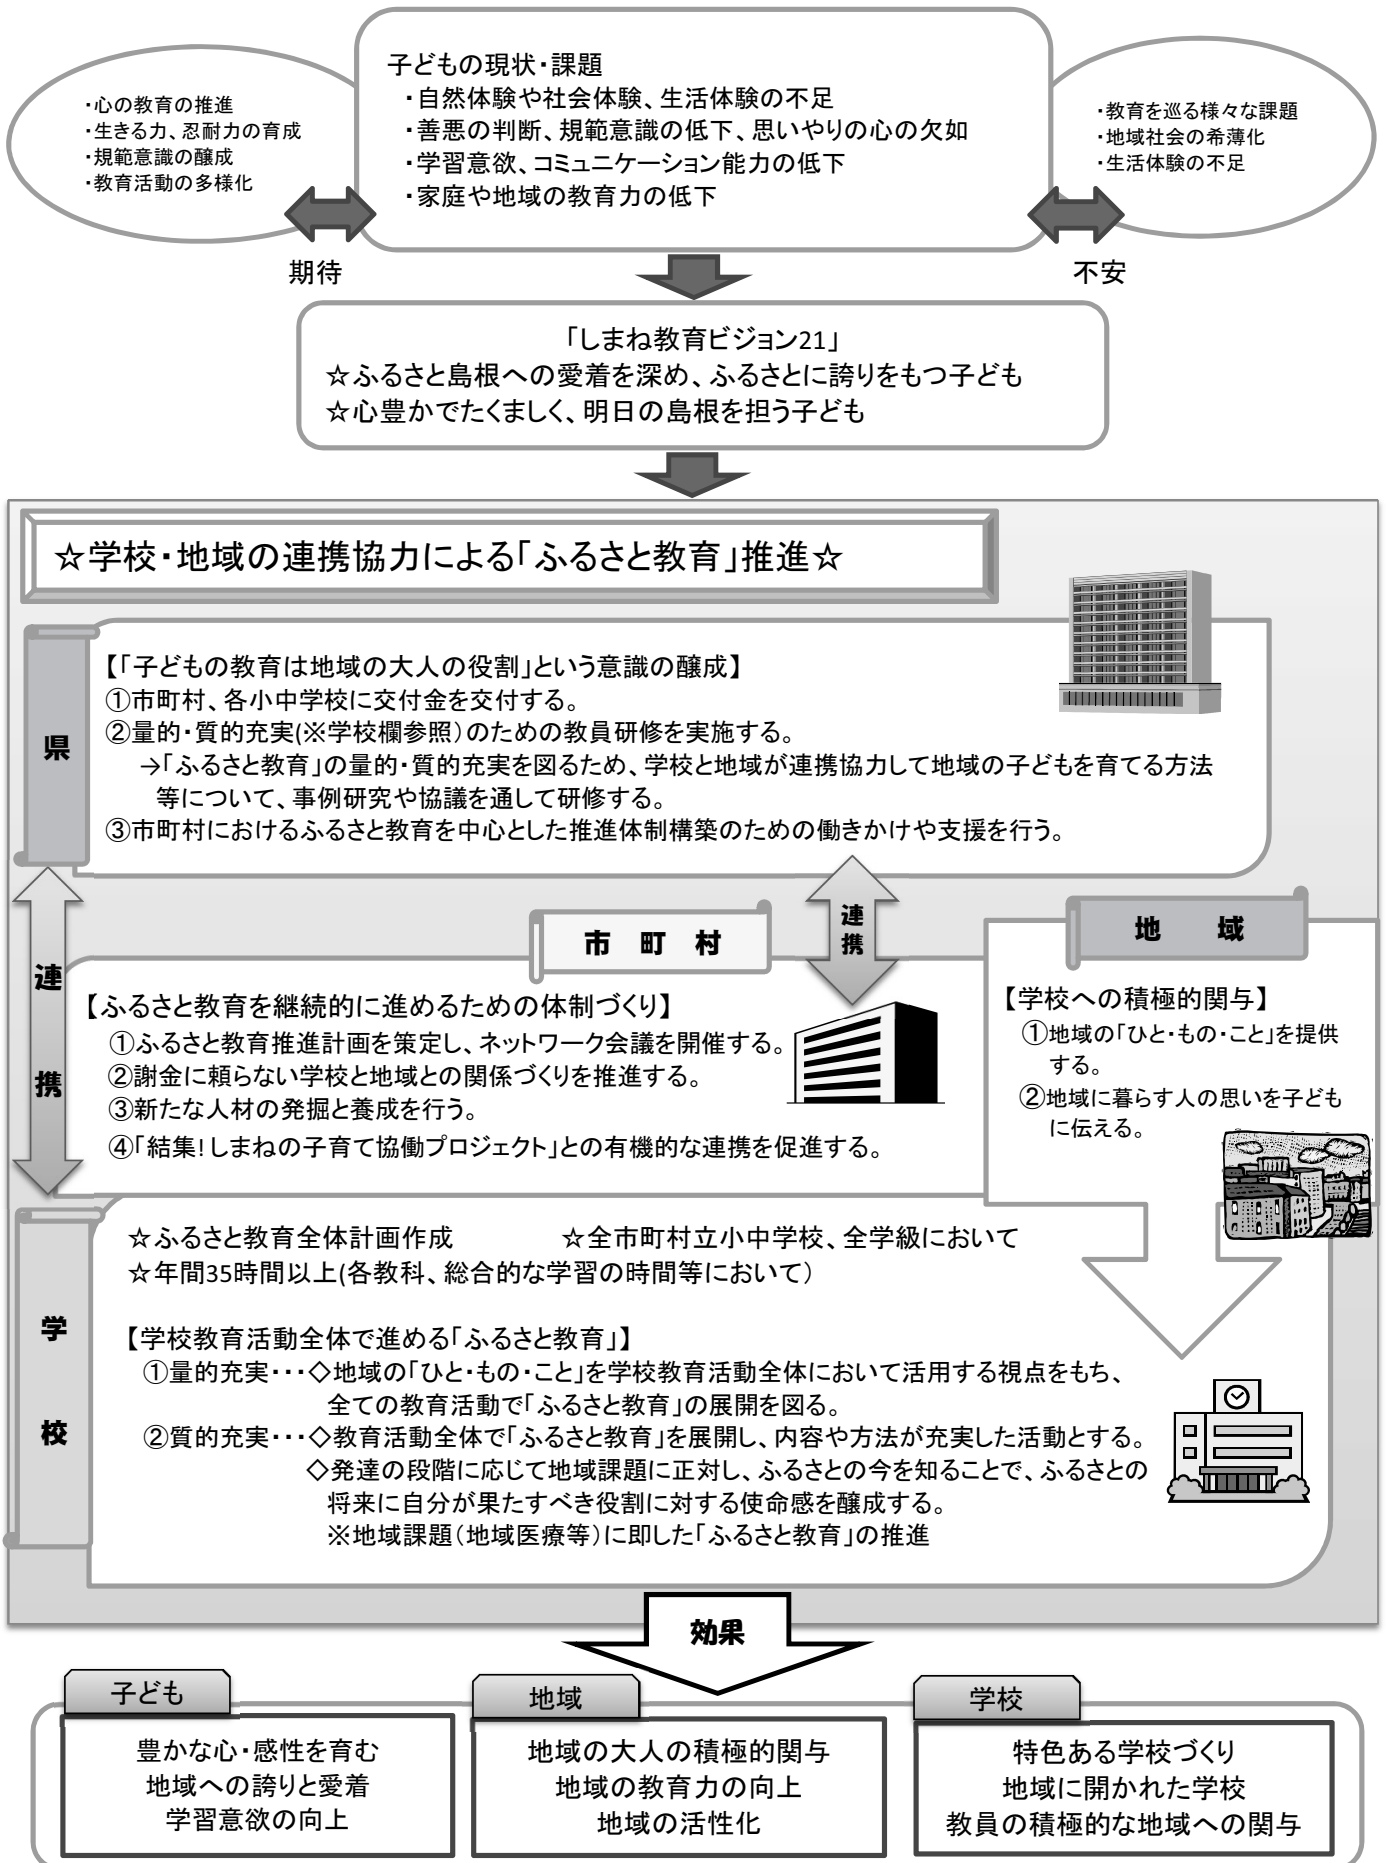 子どもの現状・課題
・自然体験や社会体験、生活体験の不足
・善悪の判断、規範意識の低下、思いやりの心の欠如
・学習意欲、コミュニケーション能力の低下
・家庭や地域の教育力の低下
・心の教育の推進
・生きる力、忍耐力の育成
・規範意識の醸成
・教育活動の多様化
・教育を巡る様々な課題
・地域社会の希薄化
・生活体験の不足
期待
不安
「しまね教育ビジョン21」
☆ふるさと島根への愛着を深め、ふるさとに誇りをもつ子ども
☆心豊かでたくましく、明日の島根を担う子ども
☆学校・地域の連携協力による「ふるさと教育」推進☆
県
【「子どもの教育は地域の大人の役割」という意識の醸成】
①市町村、各小中学校に交付金を交付する。
②量的・質的充実(※学校欄参照)のための教員研修を実施する。
→「ふるさと教育」の量的・質的充実を図るため、学校と地域が連携協力して地域の子どもを育てる方法
等について、事例研究や協議を通して研修する。
③市町村におけるふるさと教育を中心とした推進体制構築のための働きかけや支援を行う。
連携
連携
市町村
【ふるさと教育を継続的に進めるための体制づくり】
①ふるさと教育推進計画を策定し、ネットワーク会議を開催する。
②謝金に頼らない学校と地域との関係づくりを推進する。
③新たな人材の発掘と養成を行う。
④「結集!しまねの子育て協働プロジェクト」との有機的な連携を促進する。
地域
【学校への積極的関与】
①地域の「ひと・もの・こと」を提供
する。
②地域に暮らす人の思いを子ども
に伝える。
学校
☆ふるさと教育全体計画作成 ☆全市町村立小中学校、全学級において
☆年間35時間以上(各教科、総合的な学習の時間等において)
【学校教育活動全体で進める「ふるさと教育」】
①量的充実・・・◇地域の「ひと・もの・こと」を学校教育活動全体において活用する視点をもち、
全ての教育活動で「ふるさと教育」の展開を図る。
②質的充実・・・◇教育活動全体で「ふるさと教育」を展開し、内容や方法が充実した活動とする。
◇発達の段階に応じて地域課題に正対し、ふるさとの今を知ることで、ふるさとの
将来に自分が果たすべき役割に対する使命感を醸成する。
※地域課題(地域医療等)に即した「ふるさと教育」の推進
効果
子ども
豊かな心・感性を育む
地域への誇りと愛着
学習意欲の向上
地域
地域の大人の積極的関与
地域の教育力の向上
地域の活性化
学校
特色ある学校づくり
地域に開かれた学校
教員の積極的な地域への関与